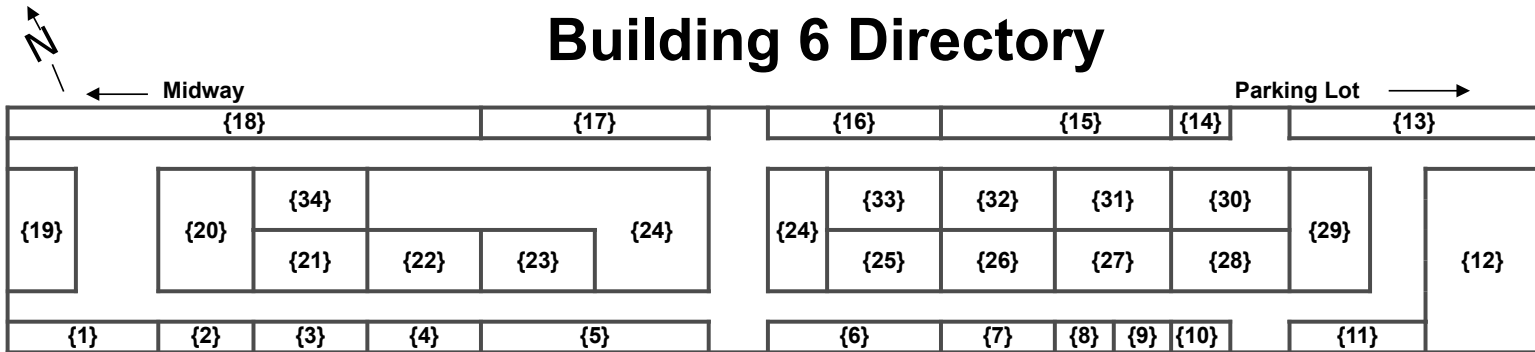 Building 6 Directory
N
Midway
Parking Lot
{18} {17} {16} {15} {14} {13}
{34} {33} {32} {31} {30}
{19} {20} {24} {24} {29}
{21} {22} {23} {25} {26} {27} {28} {12}
{1} {2} {3} {4} {5} {6} {7} {8} {9} {10} {11}